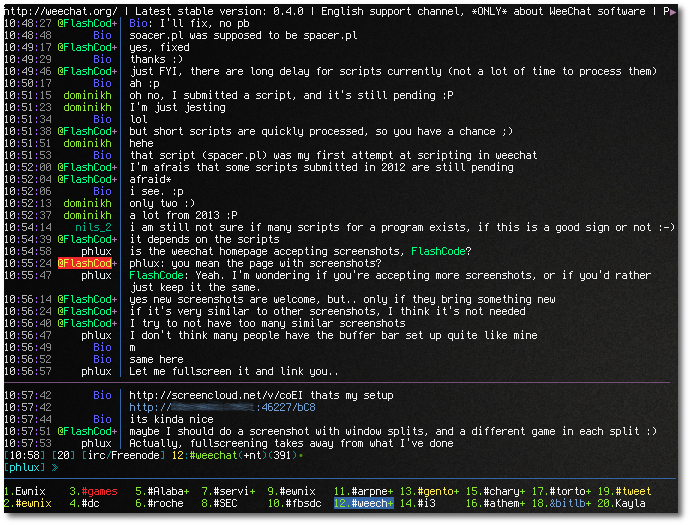 http://weechat.org/ | Latest stable version: 0.4.0 | English support channel, *ONLY* about WeeChat software | P
10:48:27 @FlashCod+ Bio: I'll fix, no pb
10:48:48 Bio soacer.pl was supposed to be spacer.pl
10:49:17 @FlashCod+ yes, fixed
10:49:29 Bio thanks :)
10:49:46 @FlashCod+ just FYI, there are long delay for scripts currently (not a lot of time to process them)
10:50:17 Bio ah :p
10:51:15 dominikh oh no, I submitted a script, and it's still pending :P
10:51:23 dominikh I'm just jesting
10:51:34 Bio lol
10:51:38 @FlashCod+ but short scripts are quickly processed, so you have a chance ;)
10:51:51 dominikh hehe
10:51:53 Bio that script (spacer.pl) was my first attempt at scripting in weechat
10:52:00 @FlashCod+ I'm afrais that some scripts submitted in 2012 are still pending
10:52:04 @FlashCod+ afraid*
10:52:06 Bio i see. :p
10:52:13 dominikh only two :)
10:52:37 dominikh a lot from 2013 :P
10:54:14 nils_2 i am still not sure if many scripts for a program exists, if this is a good sign or not :-)
10:54:39 @FlashCod+ it depends on the scripts
10:54:58 phlux is the weechat homepage accepting screenshots, FlashCode?
10:55:24 @FlashCod+ phlux: you mean the page with screenshots?
10:55:47 phlux FlashCode: Yeah. I'm wondering if you're accepting more screenshots, or if you'd rather
just keep it the same.
10:56:14 @FlashCod+ yes new screenshots are welcome, but.. only if they bring something new
10:56:24 @FlashCod+ if it's very similar to other screenshots, I think it's not needed
10:56:40 @FlashCod+ I try to not have too many similar screenshots
10:56:47 phlux I don't think many people have the buffer bar set up quite like mine
10:56:49 Bio m
10:56:52 Bio same here
10:56:57 phlux Let me fullscreen it and link you..
10:57:42 Bio http://screencloud.net/v/coEI thats my setup
10:57:42 http:// :46227/bC8
10:57:44 Bio its kinda nice
10:57:51 @FlashCod+ maybe I should do a screenshot with window splits, and a different game in each split :)
10:57:53 phlux Actually, fullscreening takes away from what I've done
[10:58] [20] [irc/Freenode] 12:#weechat(+nt)(391)
[phlux] >
1.Ewnix 3.#games 5.#Alaba+ 7.#servi+ 9.#ewnix 11.#arpne+ 13.#gento+ 15.#chary+ 17.#torto+ 19.#tweet
2.#ewnix 4.#dc 6.#roche 8.#SEC 10.#fbsdc 12.#weech+ 14.#i3 16.#athem+ 18.&bitlb+ 20.Kayla